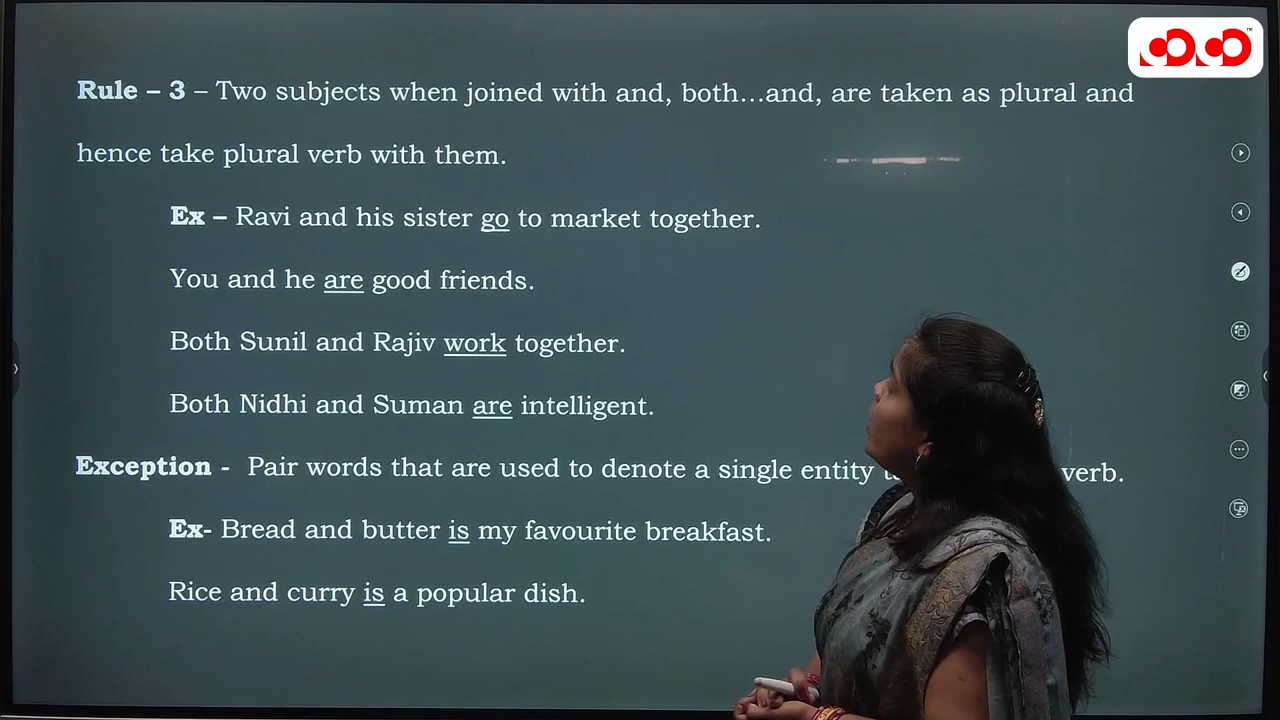 Rule – 3 – Two subjects when joined with and, both...and, are taken as plural and
hence take plural verb with them.
Ex – Ravi and his sister go to market together.
You and he are good friends.
Both Sunil and Rajiv work together.
Both Nidhi and Suman are intelligent.
Exception - Pair words that are used to denote a single entity verb.
Ex- Bread and butter is my favourite breakfast.
Rice and curry is a popular dish.